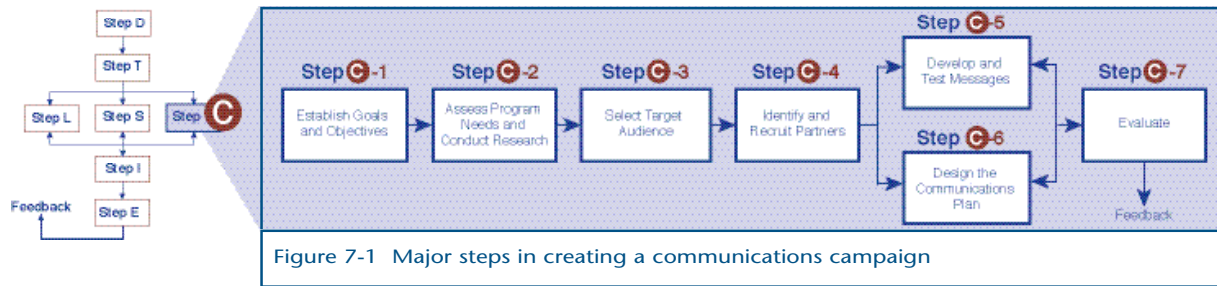 Step D
Step T
Step L
Step S
Step C
Step I
Feedback
Step E
Step C-1
Establish Goals
and Objectives
Step C-2
Assess Program
Needs and
Conduct Research
Step C-3
Select Target
Audience
Step C-4
Identify and
Recruit Partners
Step C-5
Develop and
Test Messages
Step C-6
Design the
Communications
Plan
Step C-7
Evaluate
Feedback
Figure 7-1 Major steps in creating a communications campaign